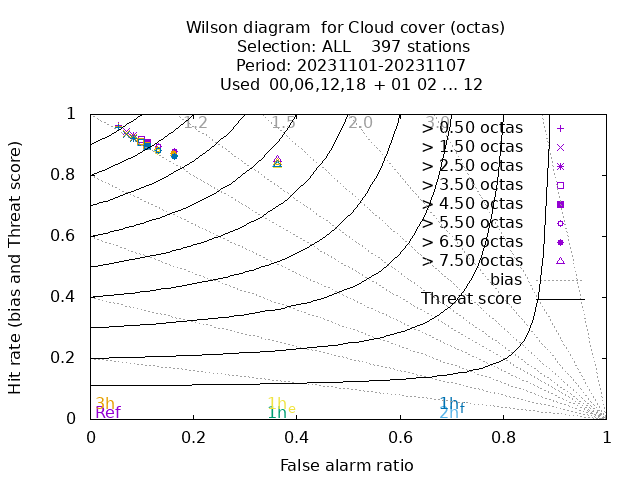 Wilson diagram  for Cloud cover (octas)
Selection: ALL    397 stations
Period: 20231101-20231107
Used  00,06,12,18  + 01 02 ... 12
1
0.8
0.6
0.4
0.2
0
Hit rate (bias and Threat score)
1.2
1.5
2.0
3.0
> 0.50 octas
> 1.50 octas
> 2.50 octas
> 3.50 octas
> 4.50 octas
> 5.50 octas
> 6.50 octas
> 7.50 octas
bias
Threat score
3h
1h_e
1h_f
Ref
1h
2h
0
0.2
0.4
0.6
0.8
1
False alarm ratio